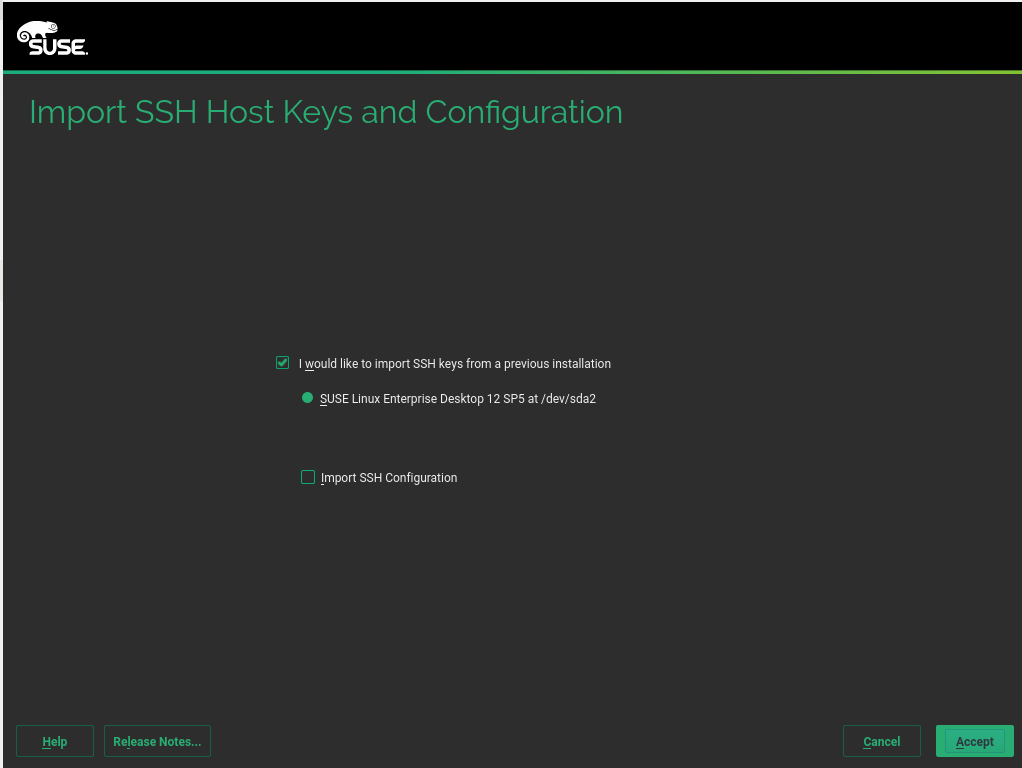 SUSE.
Import SSH Host Keys and Configuration
I would like to import SSH keys from a previous installation
SUSE Linux Enterprise Desktop 12 SP5 at /dev/sda2
Import SSH Configuration
Help Release Notes... Cancel Accept